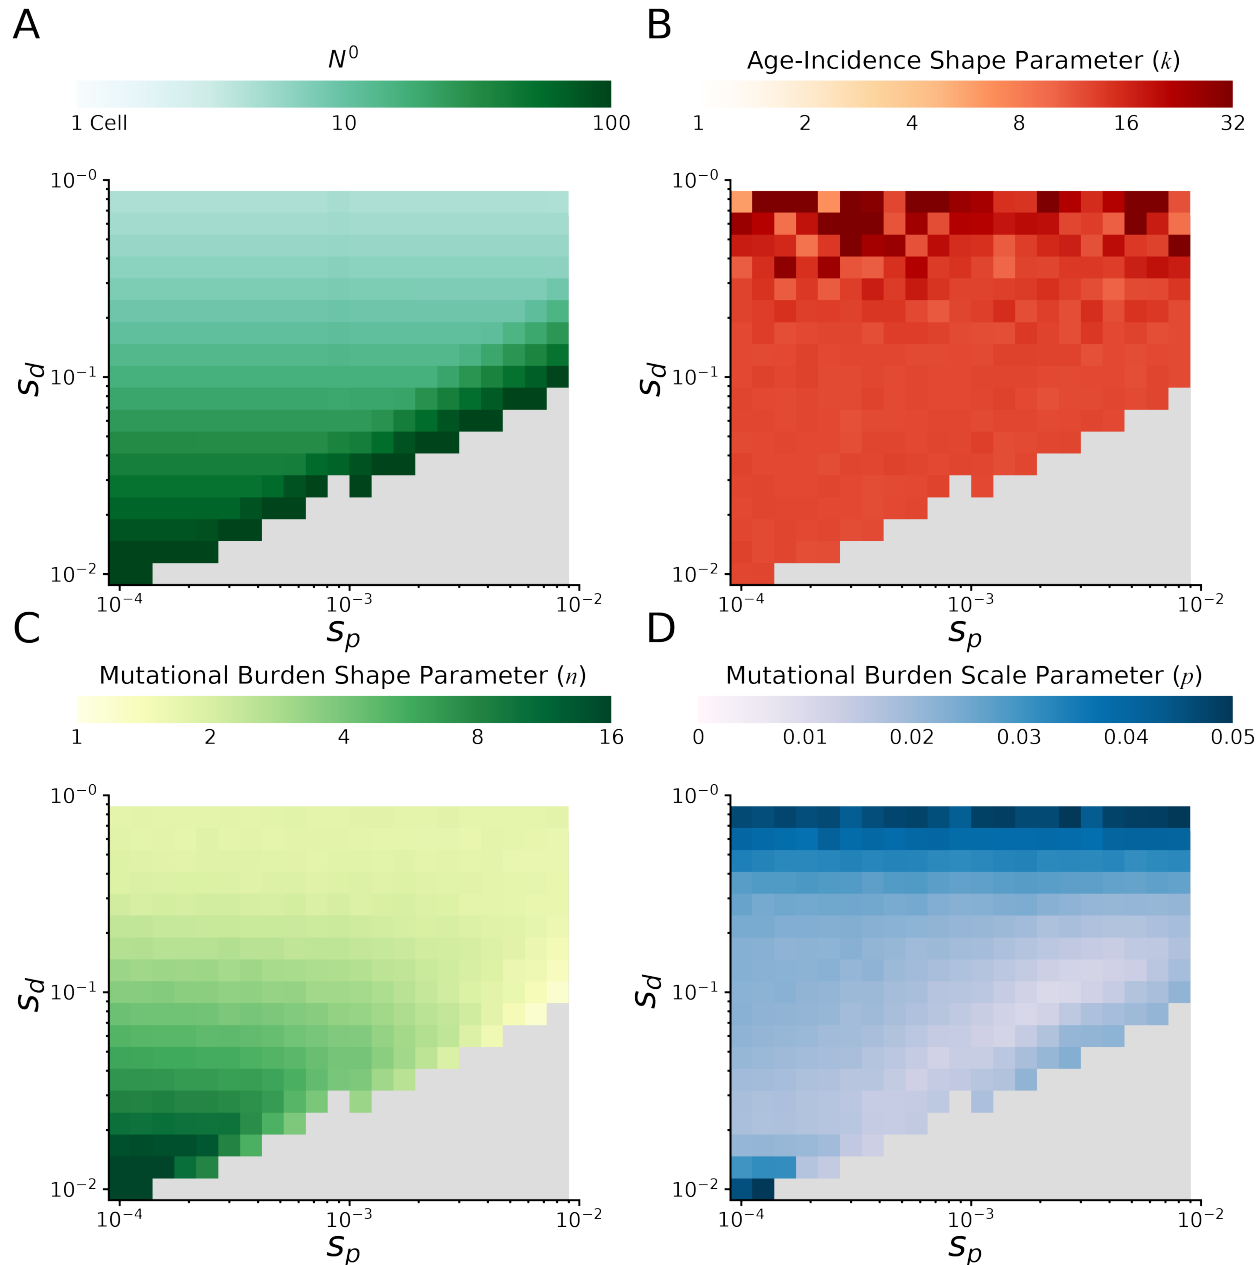 A
N⁰
1 Cell 10 100
10⁻⁰
10⁻¹
10⁻²
s_d
10⁻⁴ 10⁻³ 10⁻²
s_p
B
Age-Incidence Shape Parameter (k)
1 2 4 8 16 32
10⁻⁰
10⁻¹
10⁻²
s_d
10⁻⁴ 10⁻³ 10⁻²
s_p
C
Mutational Burden Shape Parameter (n)
1 2 4 8 16
10⁻⁰
10⁻¹
10⁻²
s_d
10⁻⁴ 10⁻³ 10⁻²
s_p
D
Mutational Burden Scale Parameter (p)
0 0.01 0.02 0.03 0.04 0.05
10⁻⁰
10⁻¹
10⁻²
s_d
10⁻⁴ 10⁻³ 10⁻²
s_p